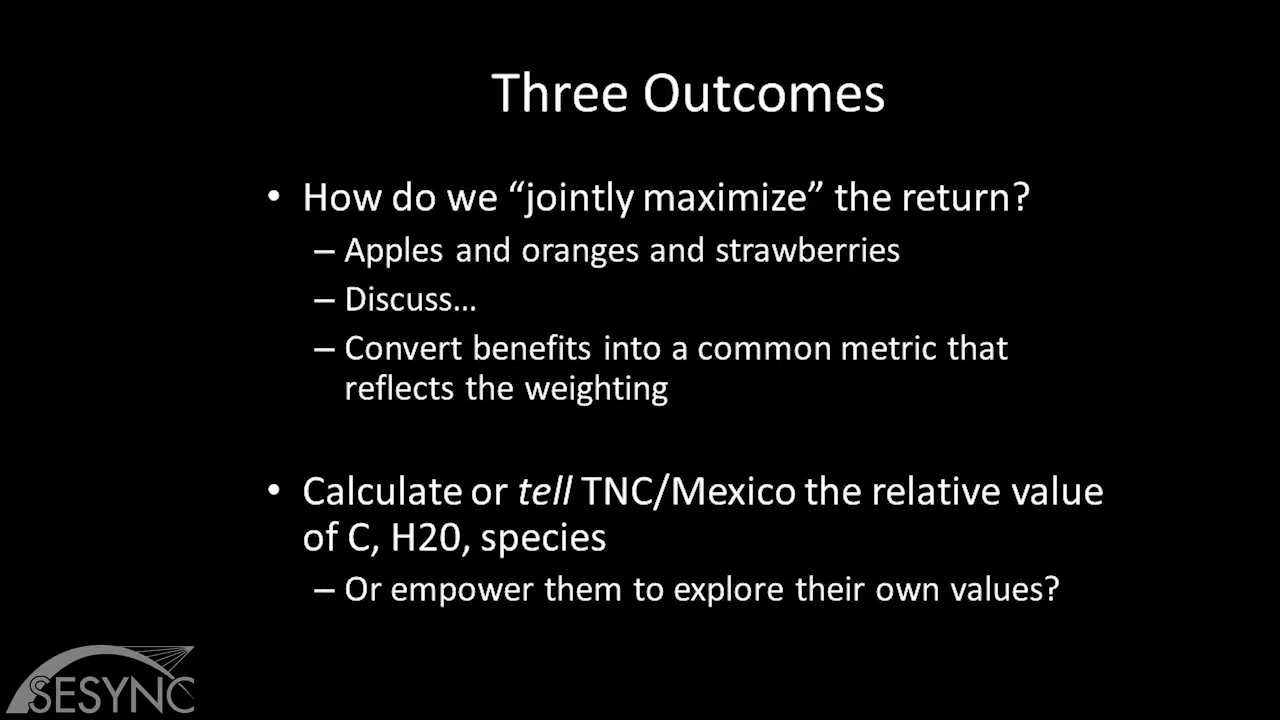 Three Outcomes
• How do we “jointly maximize” the return?
– Apples and oranges and strawberries
– Discuss…
– Convert benefits into a common metric that
reflects the weighting
• Calculate or tell TNC/Mexico the relative value
of C, H20, species
– Or empower them to explore their own values?
SESYNC